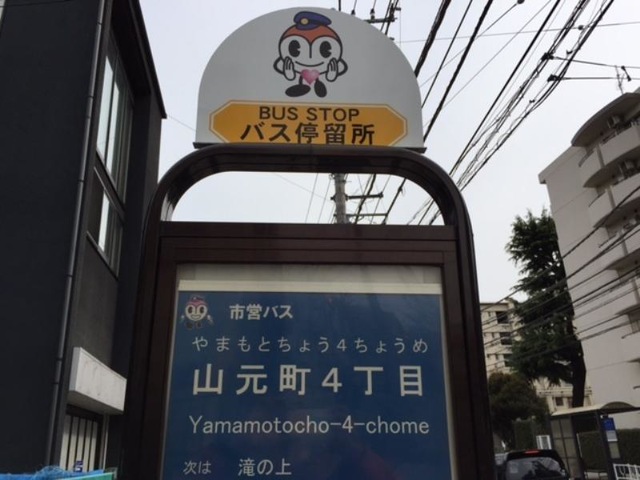 BUS STOP
バス停留所
市営バス
やまもとちょう4ちょうめ
山元町4丁目
Yamamotocho-4-chome
次は 滝の上